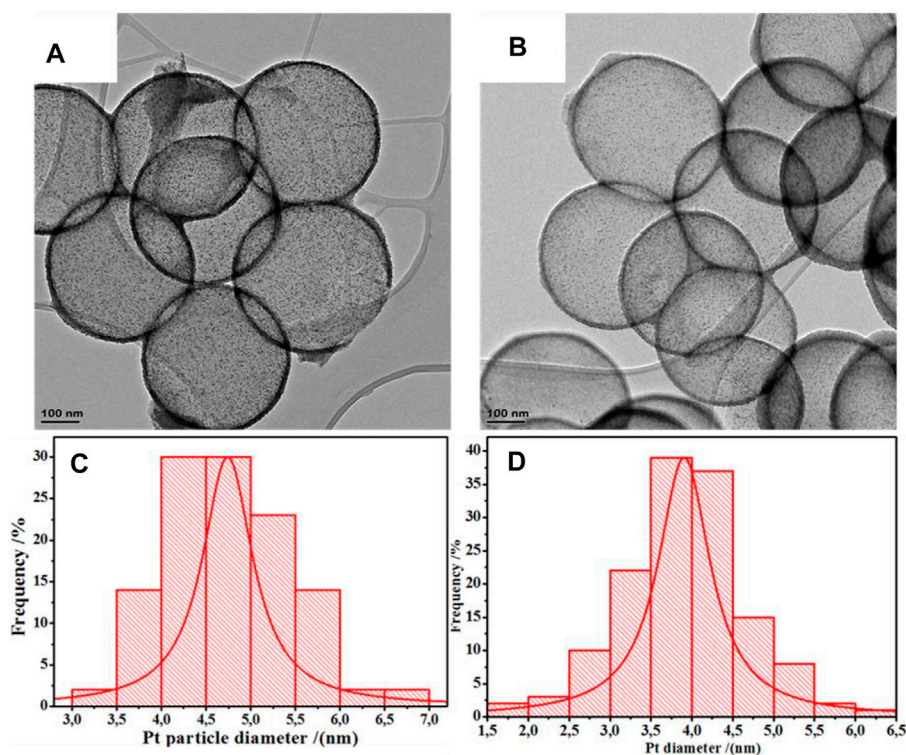 A
B
100 nm
100 nm
C
D
30
20
10
0
Frequency /%
3,0 3,5 4,0 4,5 5,0 5,5 6,0 6,5 7,0
Pt particle diameter /(nm)
40
35
30
25
20
15
10
5
0
Frequency /%
1,5 2,0 2,5 3,0 3,5 4,0 4,5 5,0 5,5 6,0 6,5
Pt diameter /(nm)